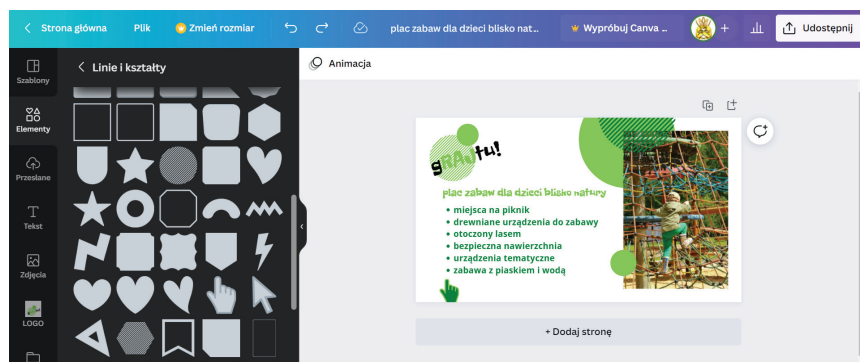 Strona główna
Plik
Zmień rozmiar
plac zabaw dla dzieci blisko nat...
Wypróbuj Canva ...
+
Udostępnij
Szablony
Elementy
Przesłane
Tekst
Zdjęcia
LOGO
Linie i kształty
Animacja
gRAJtu!
plac zabaw dla dzieci blisko natury
• miejsca na piknik
• drewniane urządzenia do zabawy
• otoczony lasem
• bezpieczna nawierzchnia
• urządzenia tematyczne
• zabawa z piaskiem i wodą
+ Dodaj stronę